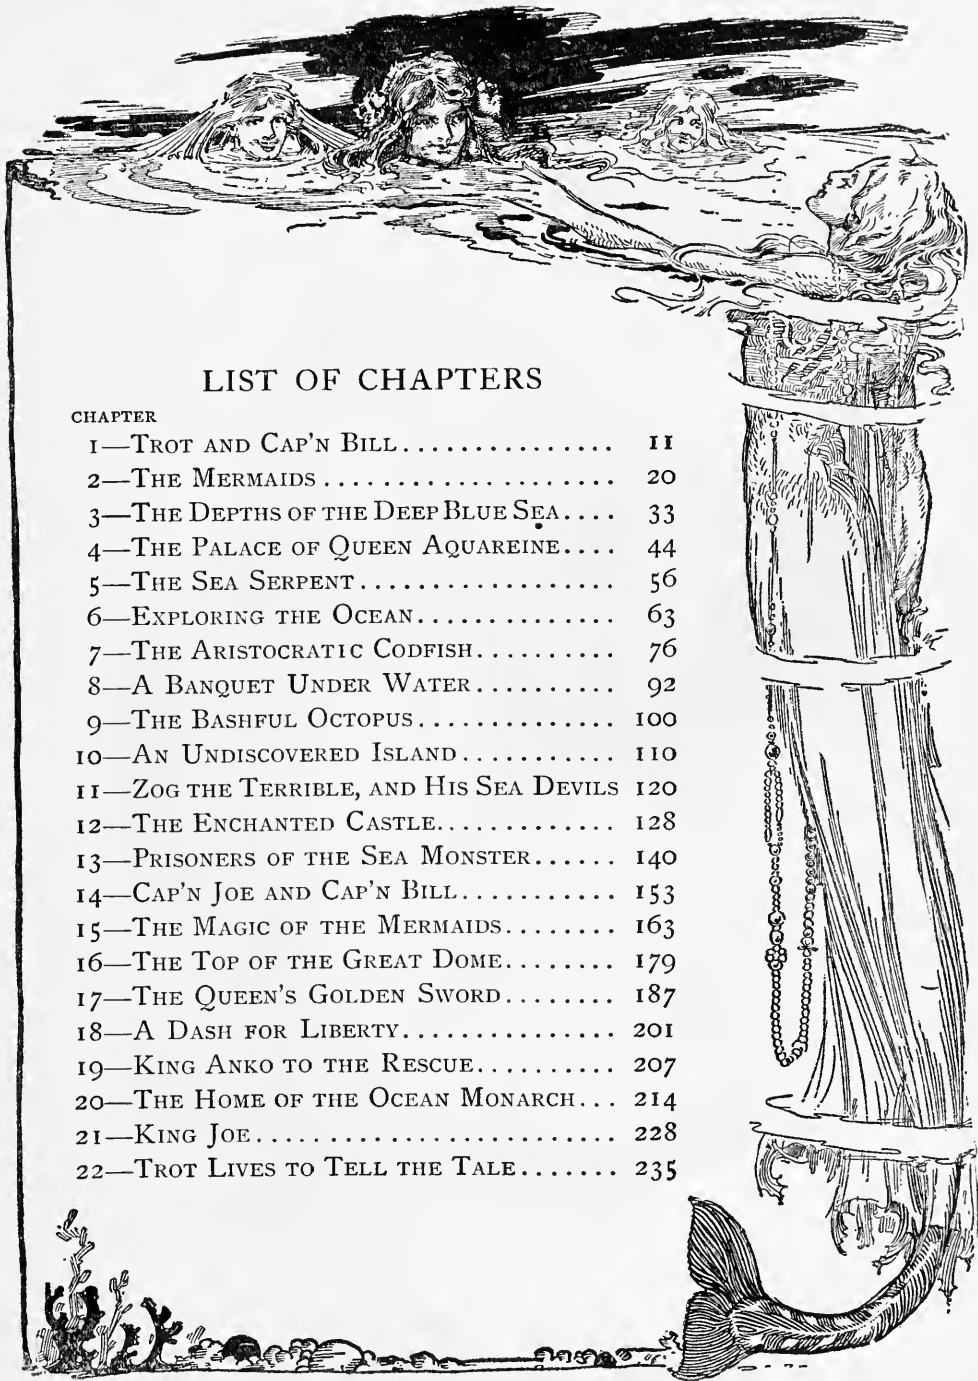 LIST OF CHAPTERS
CHAPTER
1—TROT AND CAP'N BILL............... 11
2—THE MERMAIDS.................... 20
3—THE DEPTHS OF THE DEEP BLUE SEA.... 33
4—THE PALACE OF QUEEN AQUAREINE.... 44
5—THE SEA SERPENT.................. 56
6—EXPLORING THE OCEAN.............. 63
7—THE ARISTOCRATIC CODFISH.......... 76
8—A BANQUET UNDER WATER.......... 92
9—THE BASHFUL OCTOPUS.............. 100
10—AN UNDISCOVERED ISLAND........... 110
11—ZOG THE TERRIBLE, AND HIS SEA DEVILS 120
12—THE ENCHANTED CASTLE............. 128
13—PRISONERS OF THE SEA MONSTER...... 140
14—CAP'N JOE AND CAP'N BILL........... 153
15—THE MAGIC OF THE MERMAIDS........ 163
16—THE TOP OF THE GREAT DOME........ 179
17—THE QUEEN'S GOLDEN SWORD........ 187
18—A DASH FOR LIBERTY............... 201
19—KING ANKO TO THE RESCUE.......... 207
20—THE HOME OF THE OCEAN MONARCH... 214
21—KING JOE......................... 228
22—TROT LIVES TO TELL THE TALE....... 235